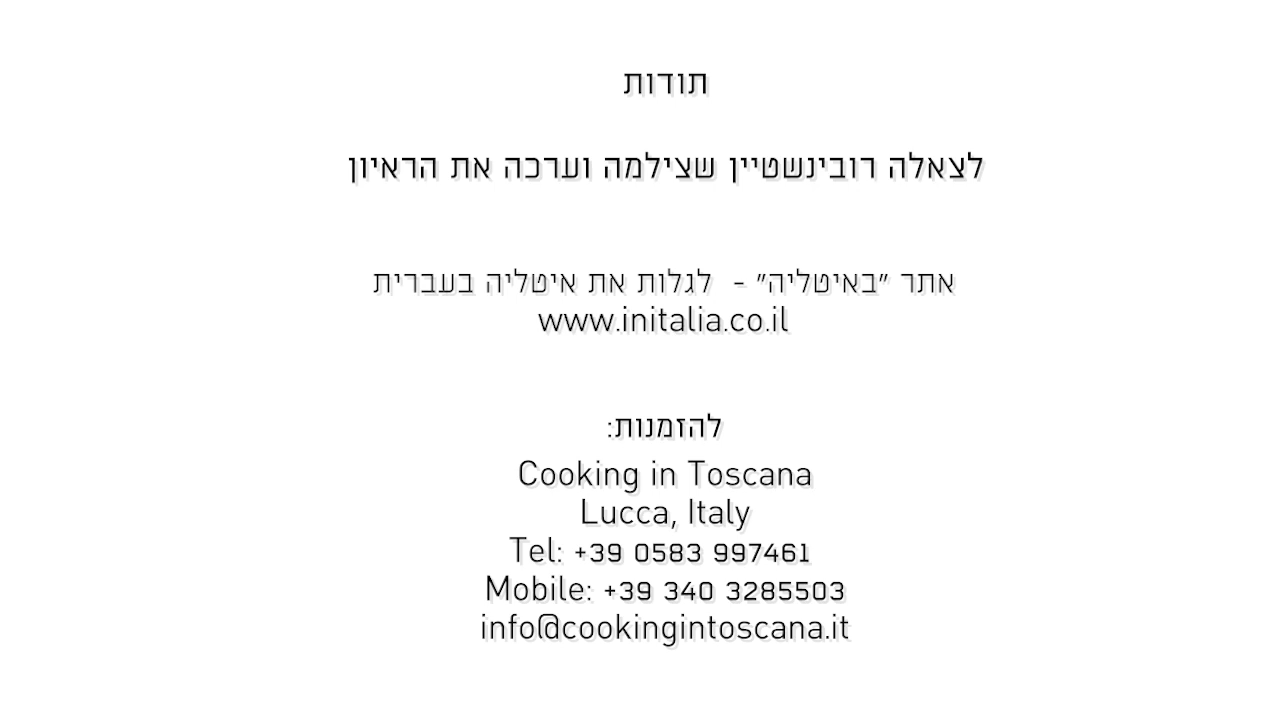 תודות
לצאלה רובינשטיין שצילמה וערכה את הראיון
אתר "באיטליה" - לגלות את איטליה בעברית
www.initalia.co.il
להזמנות:
Cooking in Toscana
Lucca, Italy
Tel: +39 0583 997461
Mobile: +39 340 3285503
info@cookingintoscana.it